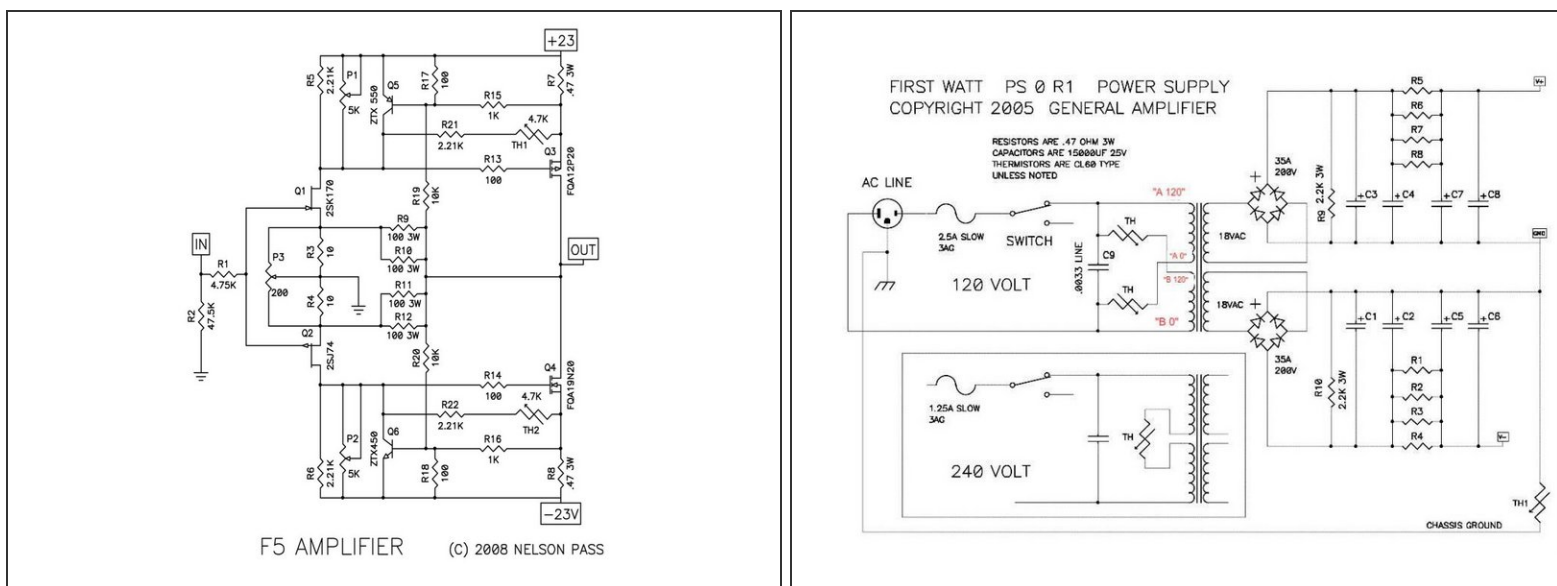 +23
R5
2.21K
P1
5K
Q5
ZTX 550
R17
100
R15
1K
R7
.47 3W
R21
2.21K
4.7K
TH1
Q3
FQA12P20
R13
100
Q1
2SK170
R19
10K
R9
100 3W
R10
100 3W
IN
R1
4.75K
R2
47.5K
P3
200
R3
10
R4
10
OUT
R11
100 3W
R12
100 3W
Q2
2SJ74
R20
10K
R14
100
Q4
FQA19N20
R22
2.21K
4.7K
TH2
Q6
ZTX450
R16
1K
R6
2.21K
P2
5K
R18
100
R8
.47 3W
-23V
F5 AMPLIFIER (C) 2008 NELSON PASS
FIRST WATT PS 0 R1 POWER SUPPLY
COPYRIGHT 2005 GENERAL AMPLIFIER
RESISTORS ARE .47 OHM 3W
CAPACITORS ARE 15000UF 25V
THERMISTORS ARE CL60 TYPE
UNLESS NOTED
AC LINE
2.5A SLOW
3AG
SWITCH
120 VOLT
C9
.0033 LINE
TH
TH
"A 120"
"A 0"
"B 120"
"B 0"
18VAC
18VAC
35A
200V
R9 2.2K 3W
C3
C4
R5
R6
R7
R8
C7
C8
V+
GND
35A
200V
R10
2.2K 3W
C1
C2
C5
C6
R1
R2
R3
R4
V-
1.25A SLOW
3AG
TH
240 VOLT
TH1
CHASSIS GROUND